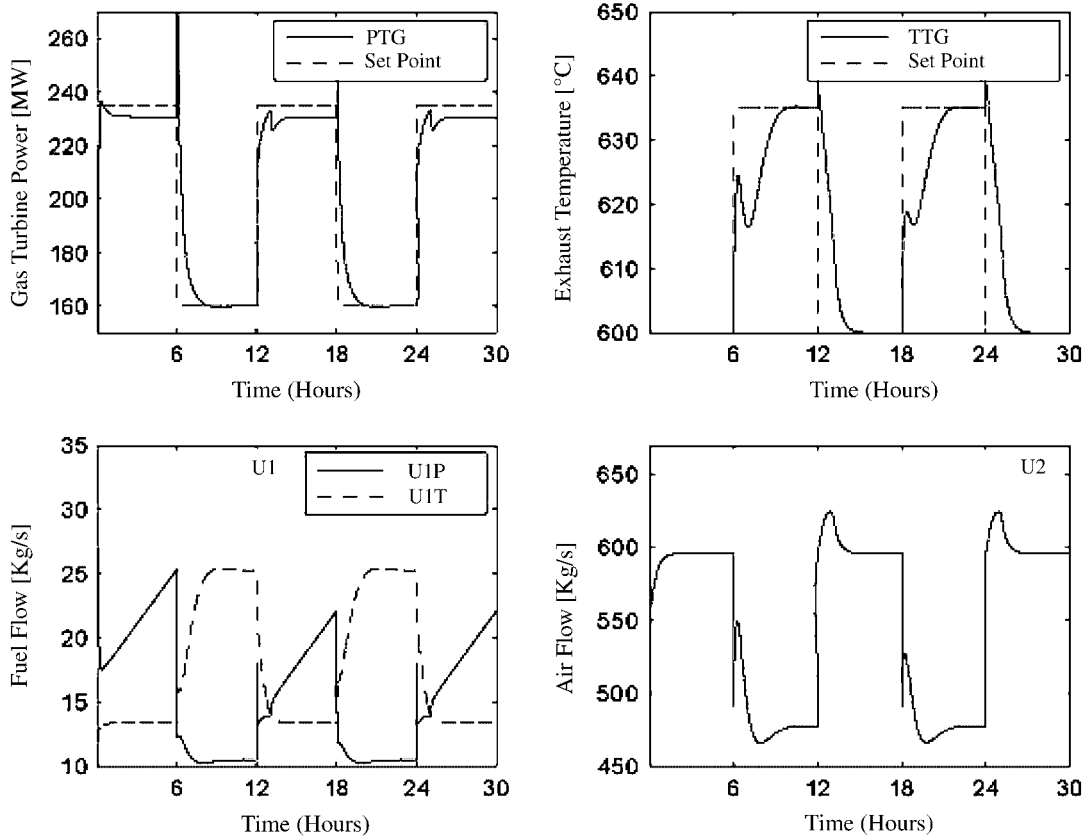 260
240
220
200
180
160
Gas Turbine Power [MW]
PTG
Set Point
6
12
18
24
30
Time (Hours)
650
640
630
620
610
600
Exhaust Temperature [°C]
TTG
Set Point
6
12
18
24
30
Time (Hours)
35
30
25
20
15
10
Fuel Flow [Kg/s]
U1
U1P
U1T
6
12
18
24
30
Time (Hours)
650
600
550
500
450
Air Flow [Kg/s]
U2
6
12
18
24
30
Time (Hours)